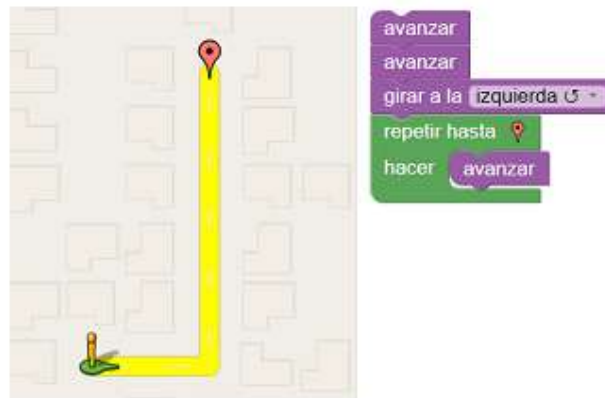 avanzar
avanzar
girar a la izquierda ↺
repetir hasta
hacer avanzar